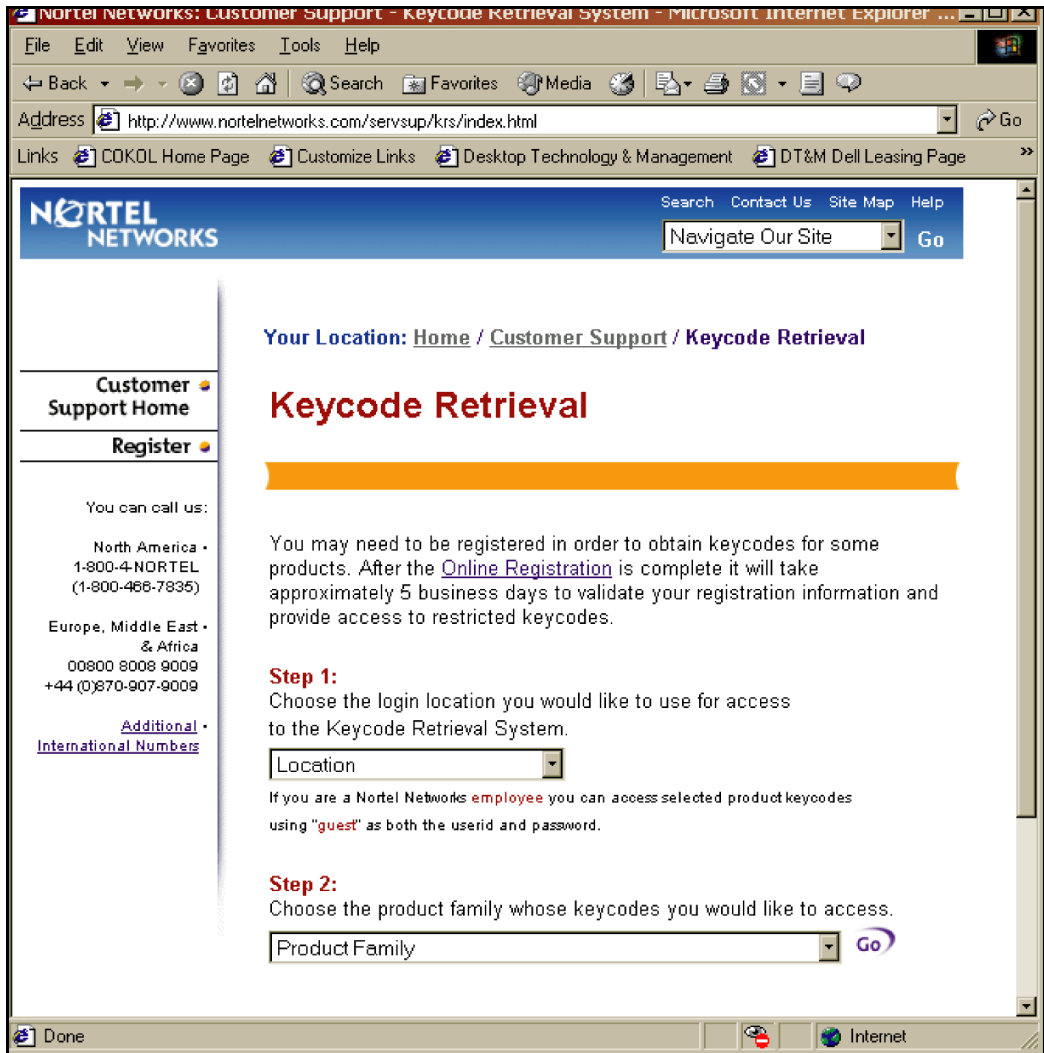 Nortel Networks: Customer Support - Keycode Retrieval System - Microsoft Internet Explorer ...
File Edit View Favorites Tools Help
Back Search Favorites Media
Address http://www.nortelnetworks.com/servsup/krs/index.html Go
Links COKOL Home Page Customize Links Desktop Technology & Management DT&M Dell Leasing Page »
NORTEL
NETWORKS
Search Contact Us Site Map Help
Navigate Our Site Go
Your Location: Home / Customer Support / Keycode Retrieval
Customer
Support Home
Register
You can call us:
North America •
1-800-4-NORTEL
(1-800-466-7835)
Europe, Middle East •
& Africa
00800 8008 9009
+44 (0)870-907-9009
Additional •
International Numbers
Keycode Retrieval
You may need to be registered in order to obtain keycodes for some
products. After the Online Registration is complete it will take
approximately 5 business days to validate your registration information and
provide access to restricted keycodes.
Step 1:
Choose the login location you would like to use for access
to the Keycode Retrieval System.
Location
If you are a Nortel Networks employee you can access selected product keycodes
using "guest" as both the userid and password.
Step 2:
Choose the product family whose keycodes you would like to access.
Product Family Go
Done Internet